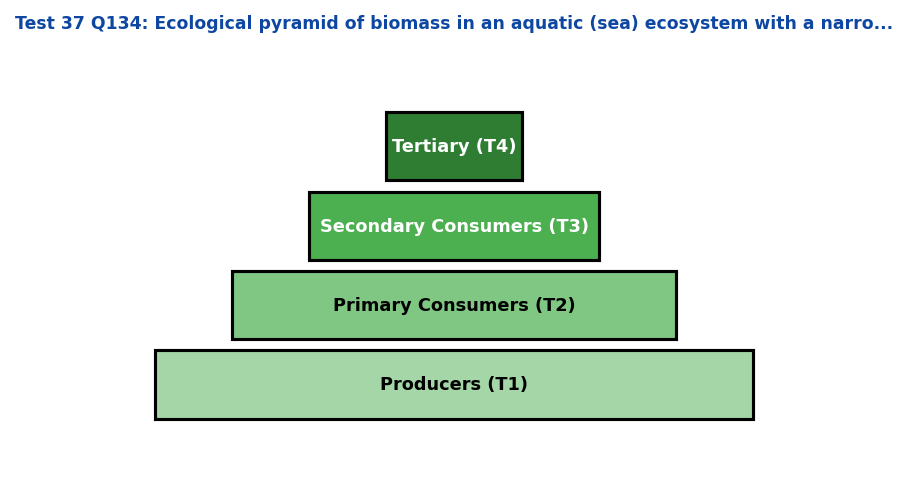 Test 37 Q134: Ecological pyramid of biomass in an aquatic (sea) ecosystem with a narro...
Tertiary (T4)
Secondary Consumers (T3)
Primary Consumers (T2)
Producers (T1)